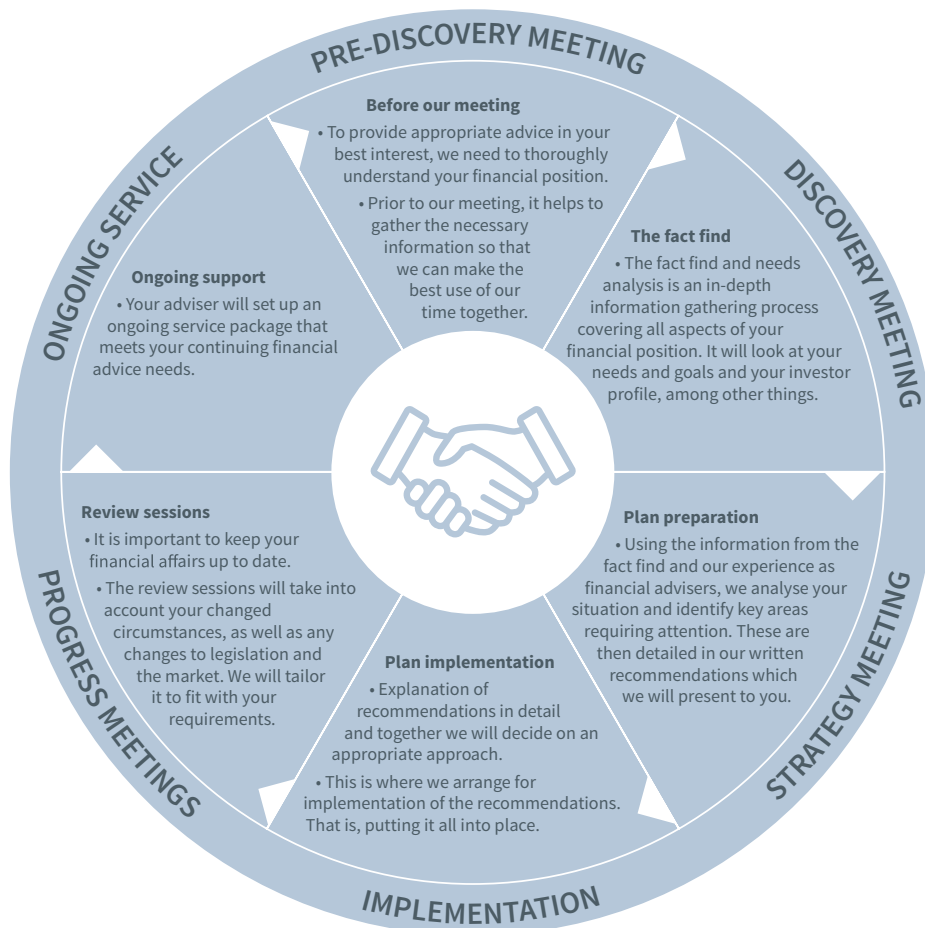 PRE-DISCOVERY MEETING
Before our meeting
• To provide appropriate advice in your
best interest, we need to thoroughly
understand your financial position.
• Prior to our meeting, it helps to
gather the necessary
information so that
we can make the
best use of our
time together.
DISCOVERY MEETING
The fact find
• The fact find and needs
analysis is an in-depth
information gathering process
covering all aspects of your
financial position. It will look at your
needs and goals and your investor
profile, among other things.
STRATEGY MEETING
Plan preparation
• Using the information from the
fact find and our experience as
financial advisers, we analyse your
situation and identify key areas
requiring attention. These are
then detailed in our written
recommendations which
we will present to you.
IMPLEMENTATION
Plan implementation
• Explanation of
recommendations in detail
and together we will decide on an
appropriate approach.
• This is where we arrange for
implementation of the recommendations.
That is, putting it all into place.
PROGRESS MEETINGS
Review sessions
• It is important to keep your
financial affairs up to date.
• The review sessions will take into
account your changed
circumstances, as well as any
changes to legislation and
the market. We will tailor
it to fit with your
requirements.
ONGOING SERVICE
Ongoing support
• Your adviser will set up an
ongoing service package that
meets your continuing financial
advice needs.